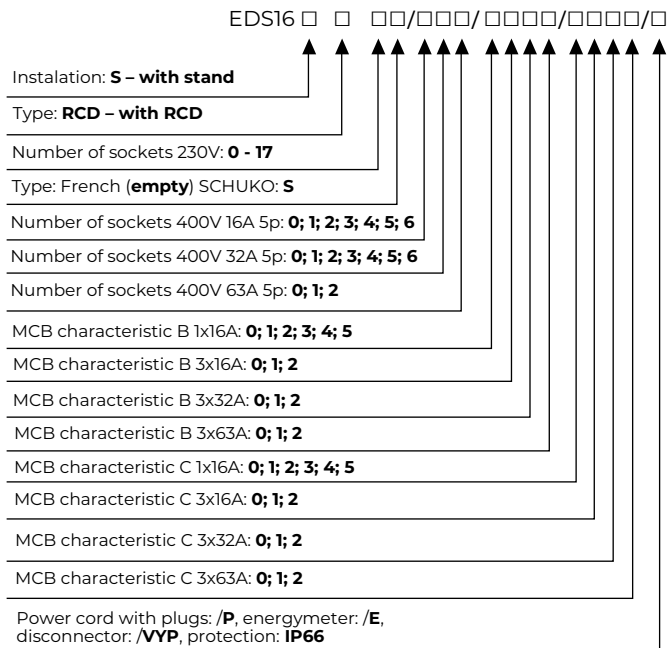 EDS16 □ □ □□/□□□/□□□□/□□□□/□
Instalation: S – with stand
Type: RCD – with RCD
Number of sockets 230V: 0 - 17
Type: French (empty) SCHUKO: S
Number of sockets 400V 16A 5p: 0; 1; 2; 3; 4; 5; 6
Number of sockets 400V 32A 5p: 0; 1; 2; 3; 4; 5; 6
Number of sockets 400V 63A 5p: 0; 1; 2
MCB characteristic B 1x16A: 0; 1; 2; 3; 4; 5
MCB characteristic B 3x16A: 0; 1; 2
MCB characteristic B 3x32A: 0; 1; 2
MCB characteristic B 3x63A: 0; 1; 2
MCB characteristic C 1x16A: 0; 1; 2; 3; 4; 5
MCB characteristic C 3x16A: 0; 1; 2
MCB characteristic C 3x32A: 0; 1; 2
MCB characteristic C 3x63A: 0; 1; 2
Power cord with plugs: /P, energymeter: /E,
disconnector: /VYP, protection: IP66